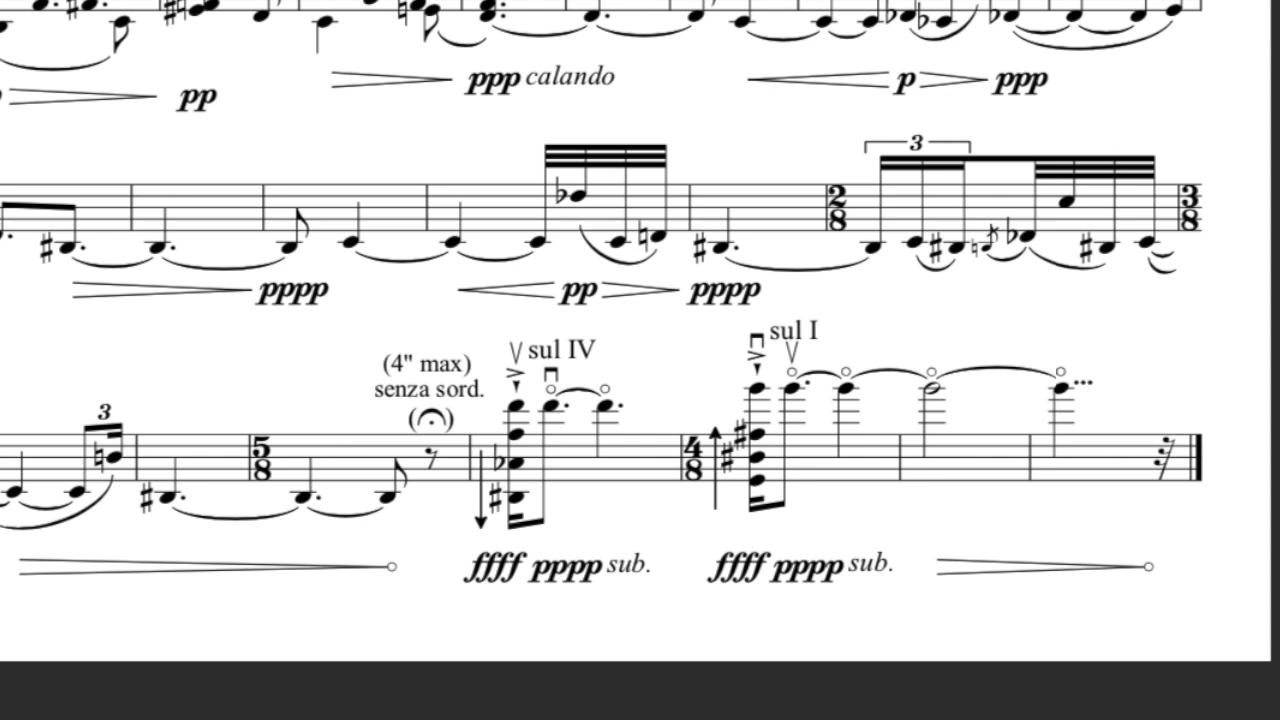 pp
ppp calando
p
ppp
3
2
8
3
8
pppp
pp
pppp
sul I
(4" max)
sul IV
senza sord.
3
5
8
4
8
ffff pppp sub.
ffff pppp sub.